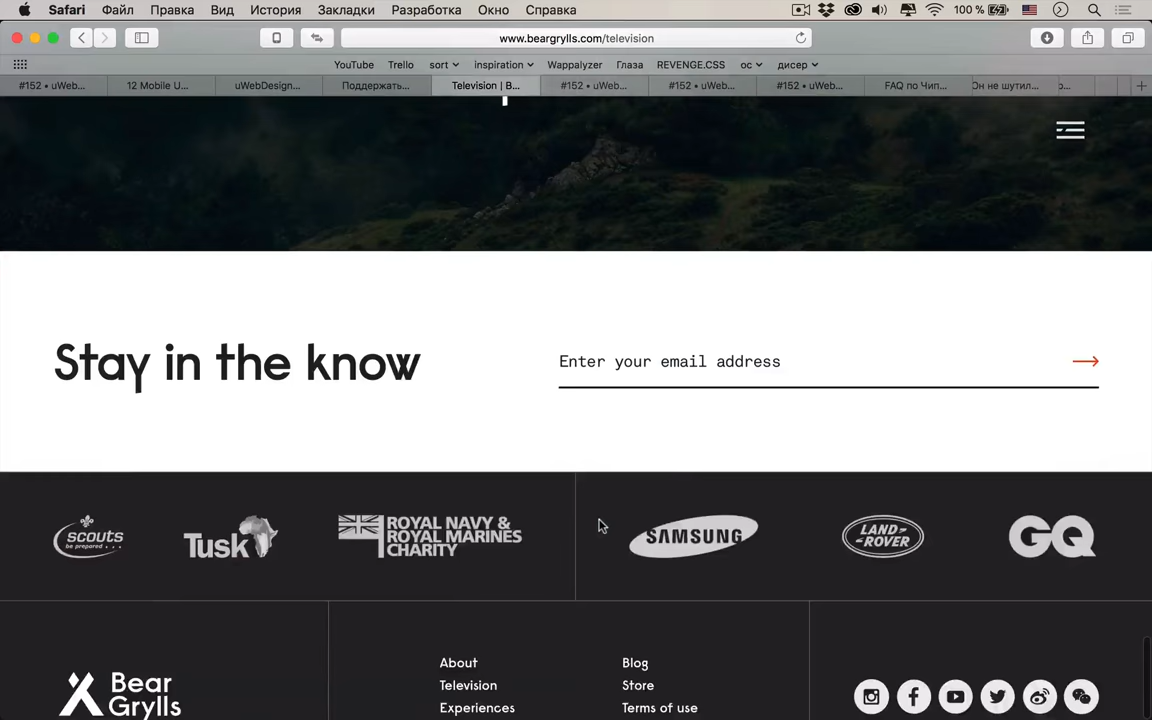 Safari Файл Правка Вид История Закладки Разработка Окно Справка 100 %
www.beargrylls.com/television
YouTube Trello sort inspiration Wappalyzer Глаза REVENGE.CSS ос дисер
#152 • uWeb... 12 Mobile U... uWebDesign... Поддержать... Television | B... #152 • uWeb... #152 • uWeb... #152 • uWeb... FAQ по Чип... Он не шутил...
Stay in the know
Enter your email address
scouts
be prepared...
Tusk
ROYAL NAVY &
ROYAL MARINES
CHARITY
SAMSUNG
LAND-
ROVER
GQ
Bear
Grylls
About
Television
Experiences
Blog
Store
Terms of use